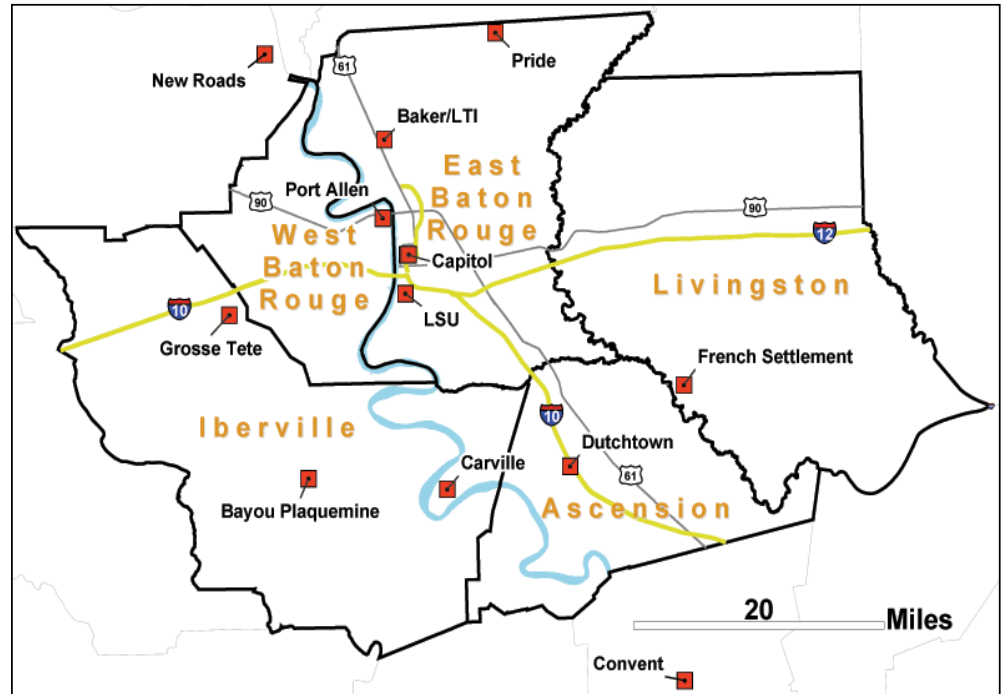 New Roads
61
Pride
Baker/LTI
East
Baton
Rouge
Port Allen
90
90
12
West
Baton
Rouge
Capitol
Livingston
10
LSU
Grosse Tete
French Settlement
10
Iberville
Dutchtown
Carville
61
Bayou Plaquemine
Ascension
20
Miles
Convent